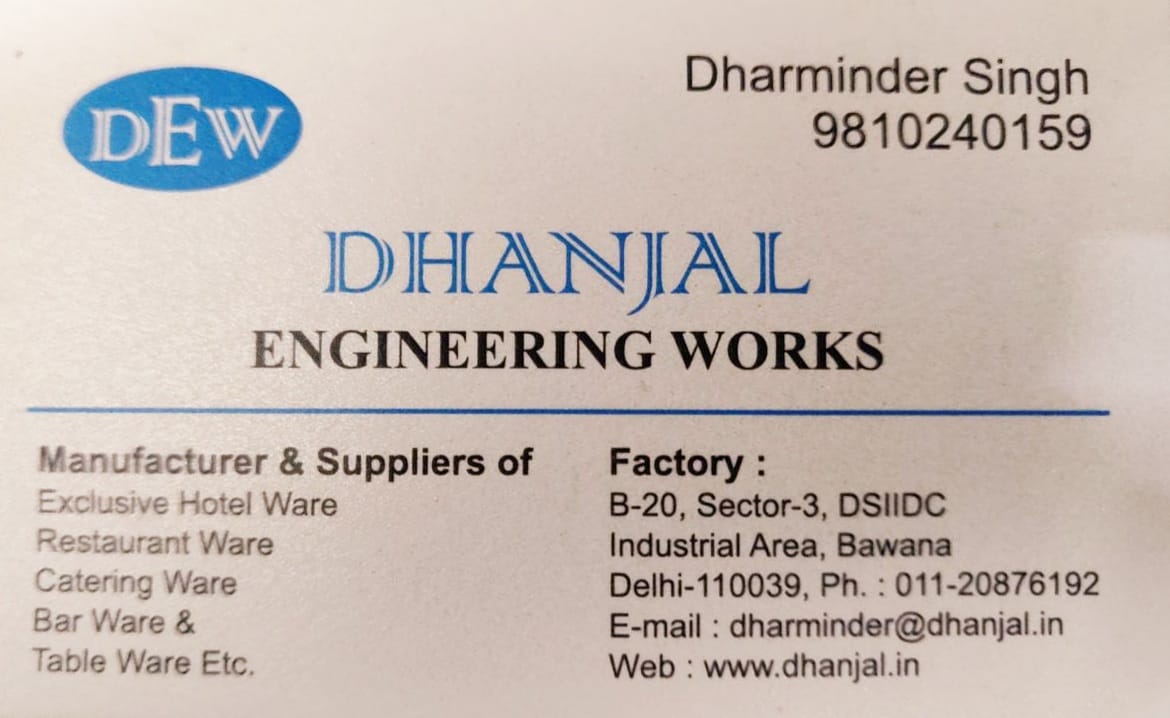 DEW
Dharminder Singh
9810240159
DHANJAL
ENGINEERING WORKS
Manufacturer & Suppliers of
Exclusive Hotel Ware
Restaurant Ware
Catering Ware
Bar Ware &
Table Ware Etc.
Factory :
B-20, Sector-3, DSIIDC
Industrial Area, Bawana
Delhi-110039, Ph. : 011-20876192
E-mail : dharminder@dhanjal.in
Web : www.dhanjal.in